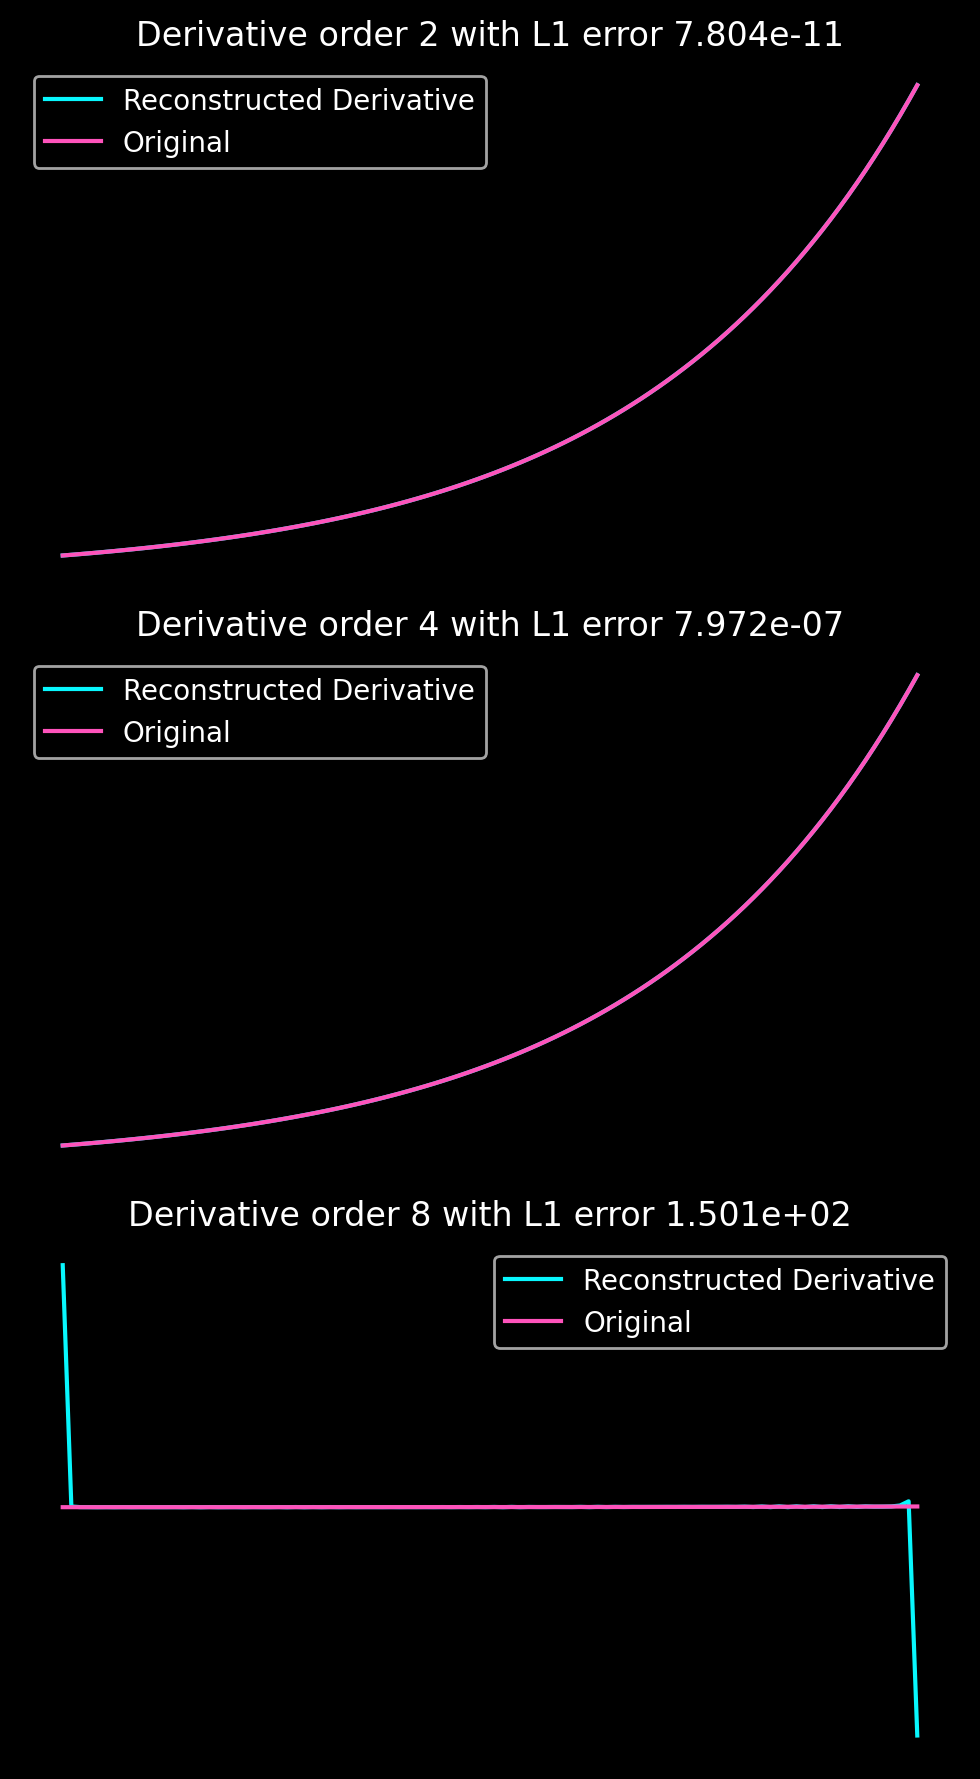 Derivative order 2 with L1 error 7.804e-11
Reconstructed Derivative
Original
Derivative order 4 with L1 error 7.972e-07
Reconstructed Derivative
Original
Derivative order 8 with L1 error 1.501e+02
Reconstructed Derivative
Original